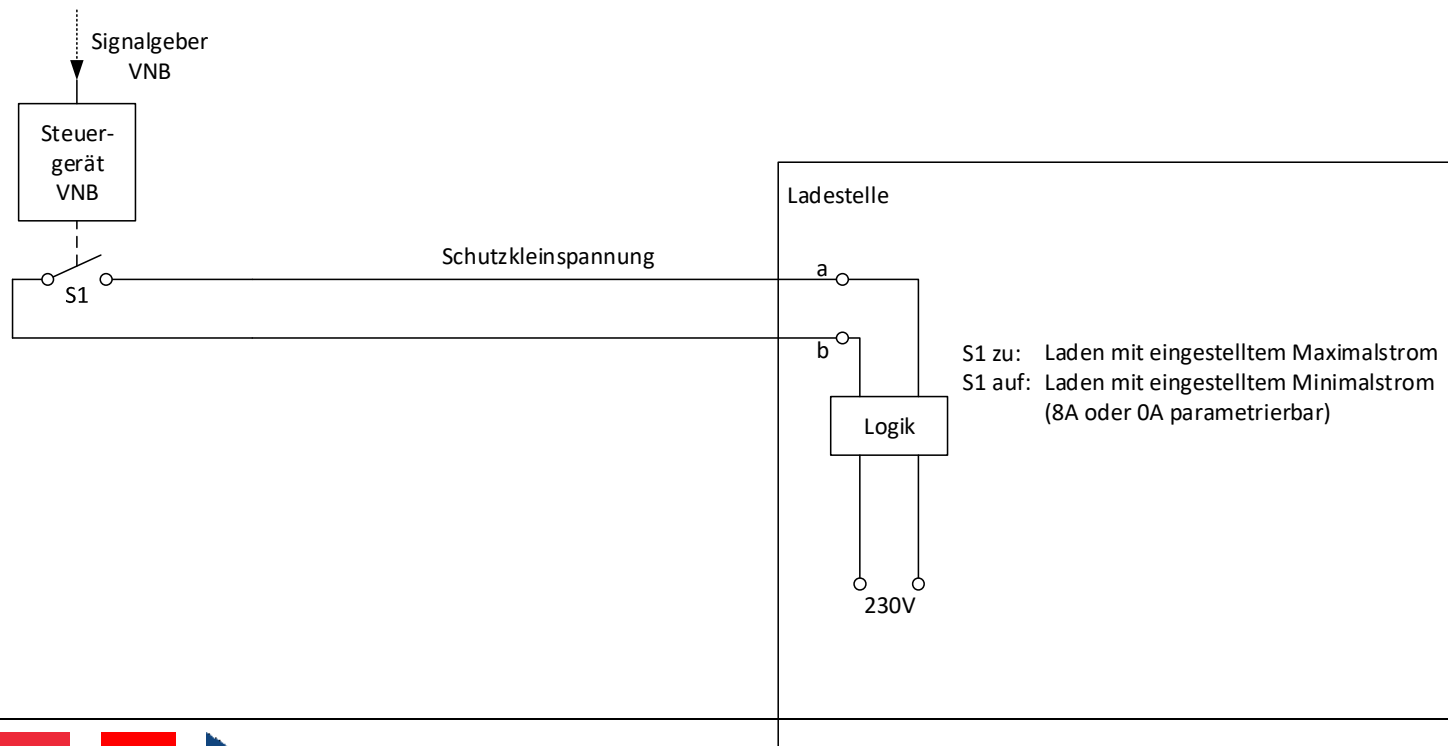 Signalgeber
VNB
Steuer-
gerät
VNB
Ladestelle
Schutzkleinspannung
a
S1
b
S1 zu: Laden mit eingestelltem Maximalstrom
S1 auf: Laden mit eingestelltem Minimalstrom
(8A oder 0A parametrierbar)
Logik
230V